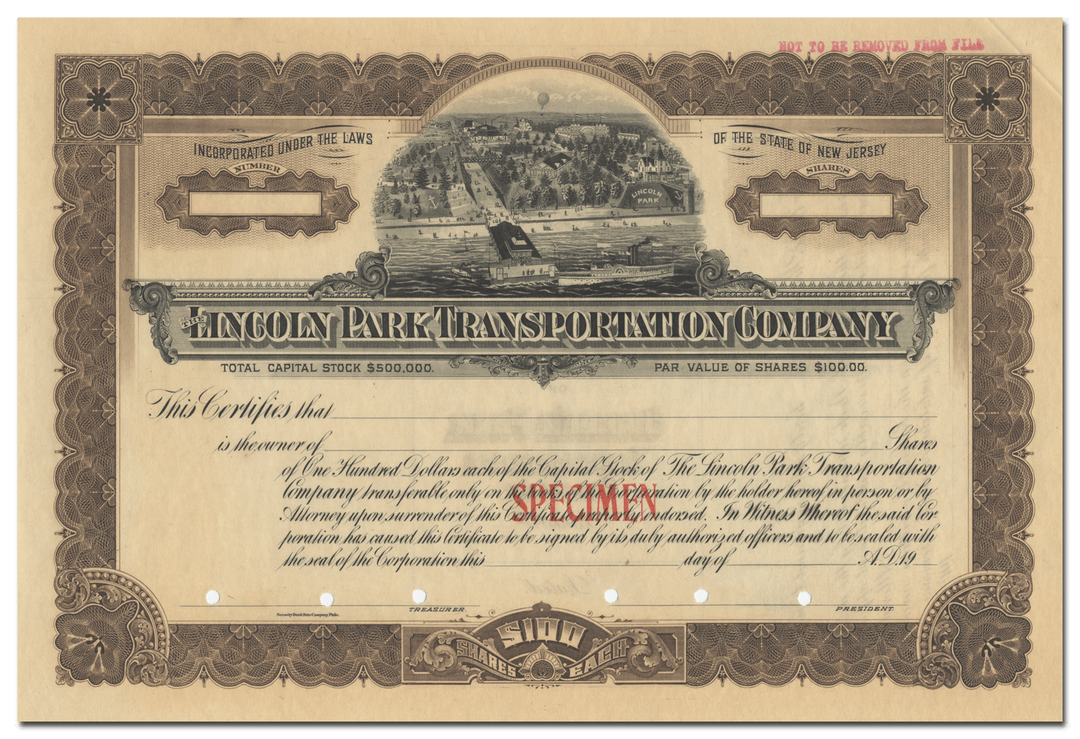 NOT TO BE REMOVED FROM FILE
INCORPORATED UNDER THE LAWS
OF THE STATE OF NEW JERSEY
NUMBER
SHARES
LINCOLN
PARK
THE LINCOLN PARK TRANSPORTATION COMPANY
TOTAL CAPITAL STOCK $500,000.
PAR VALUE OF SHARES $100.00.
This Certifies that
is the owner of Shares
of One Hundred Dollars each of the Capital Stock of The Lincoln Park Transportation
Company transferable only on the books of the Corporation by the holder hereof in person or by
Attorney upon surrender of this Certificate properly endorsed. In Witness Whereof the said Cor
poration has caused this Certificate to be signed by its duly authorized officers and to be sealed with
the seal of the Corporation this day of A.D. 19
SPECIMEN
Security Bank Note Company, Phila.
TREASURER.
PRESIDENT.
$100
SHARES EACH